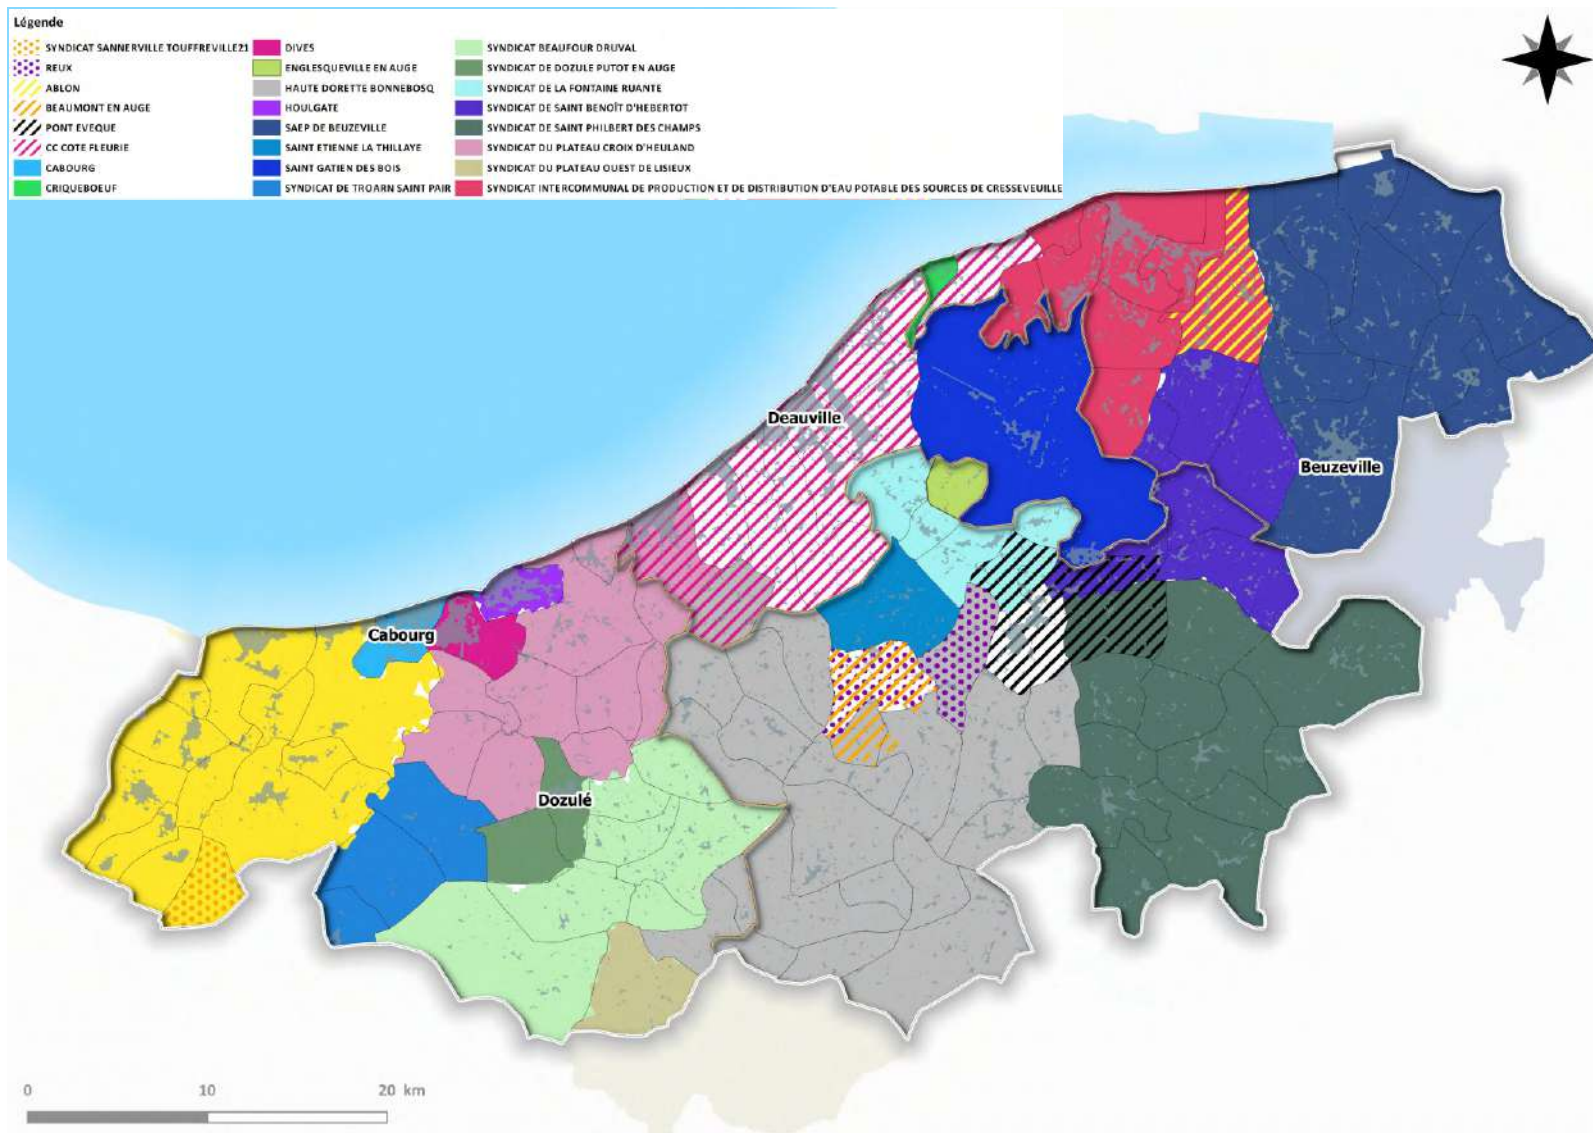 Légende
SYNDICAT SANNERVILLE TOUFFREVILLE21
REUX
ABLON
BEAUMONT EN AUGE
PONT EVEQUE
CC COTE FLEURIE
CABOURG
CRIQUEBOEUF
DIVES
ENGLESQUEVILLE EN AUGE
HAUTE DORETTE BONNEBOSQ
HOULGATE
SAEP DE BEUZEVILLE
SAINT ETIENNE LA THILLAYE
SAINT GATIEN DES BOIS
SYNDICAT DE TROARN SAINT PAIR
SYNDICAT BEAUFOUR DRUVAL
SYNDICAT DE DOZULE PUTOT EN AUGE
SYNDICAT DE LA FONTAINE RUANTE
SYNDICAT DE SAINT BENOÎT D'HEBERTOT
SYNDICAT DE SAINT PHILBERT DES CHAMPS
SYNDICAT DU PLATEAU CROIX D'HEULAND
SYNDICAT DU PLATEAU OUEST DE LISIEUX
SYNDICAT INTERCOMMUNAL DE PRODUCTION ET DE DISTRIBUTION D'EAU POTABLE DES SOURCES DE CRESSEVEUILLE
Deauville
Beuzeville
Cabourg
Dozulé
0 10 20 km